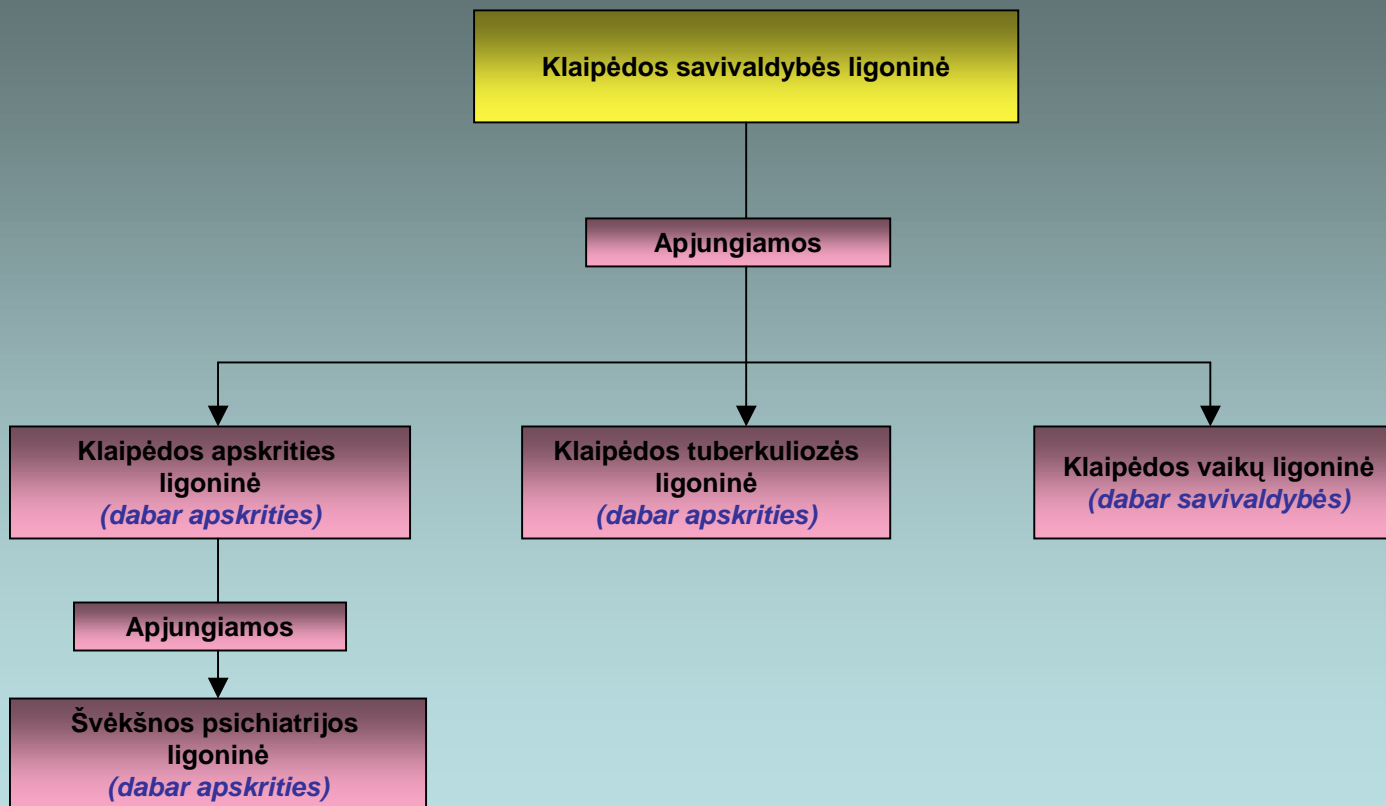 Klaipėdos savivaldybės ligoninė
Apjungiamos
Klaipėdos apskrities
ligoninė
(dabar apskrities)
Klaipėdos tuberkuliozės
ligoninė
(dabar apskrities)
Klaipėdos vaikų ligoninė
(dabar savivaldybės)
Apjungiamos
Švėkšnos psichiatrijos
ligoninė
(dabar apskrities)